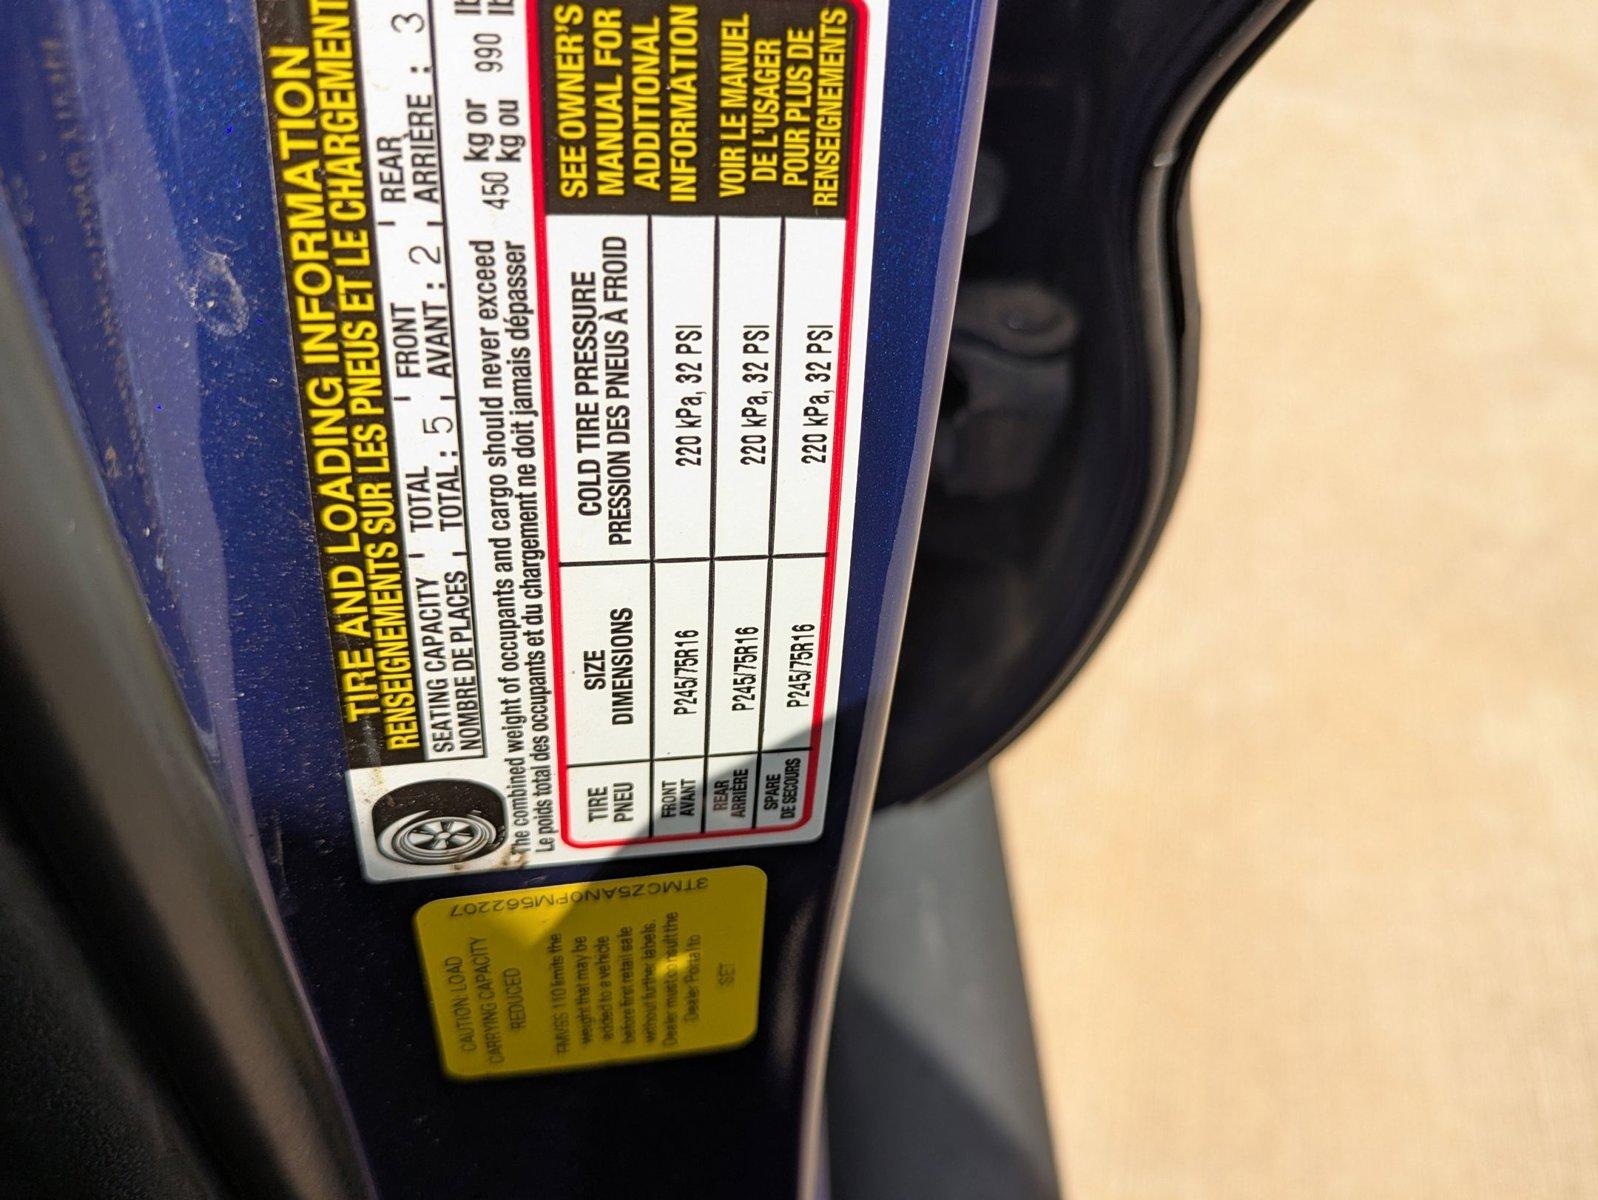 TIRE AND LOADING INFORMATION
RENSEIGNEMENTS SUR LES PNEUS ET LE CHARGEMENT
SEATING CAPACITY TOTAL FRONT REAR
NOMBRE DE PLACES TOTAL : 5 AVANT : 2 ARRIÈRE : 3
The combined weight of occupants and cargo should never exceed 450 kg or 990 lb
Le poids total des occupants et du chargement ne doit jamais dépasser kg ou lb
TIRE SIZE COLD TIRE PRESSURE
PNEU DIMENSIONS PRESSION DES PNEUS À FROID
FRONT
AVANT P245/75R16 220 kPa, 32 PSI
REAR
ARRIÈRE P245/75R16 220 kPa, 32 PSI
SPARE
DE SECOURS P245/75R16 220 kPa, 32 PSI
SEE OWNER'S
MANUAL FOR
ADDITIONAL
INFORMATION
VOIR LE MANUEL
DE L'USAGER
POUR PLUS DE
RENSEIGNEMENTS
CAUTION: LOAD
CARRYING CAPACITY
REDUCED
FMVSS 110 limits the
weight that may be
added to a vehicle
before first retail sale
without further labels.
Dealer must consult the
Dealer Portal to
SET
3TMCZ5AN0PM562207